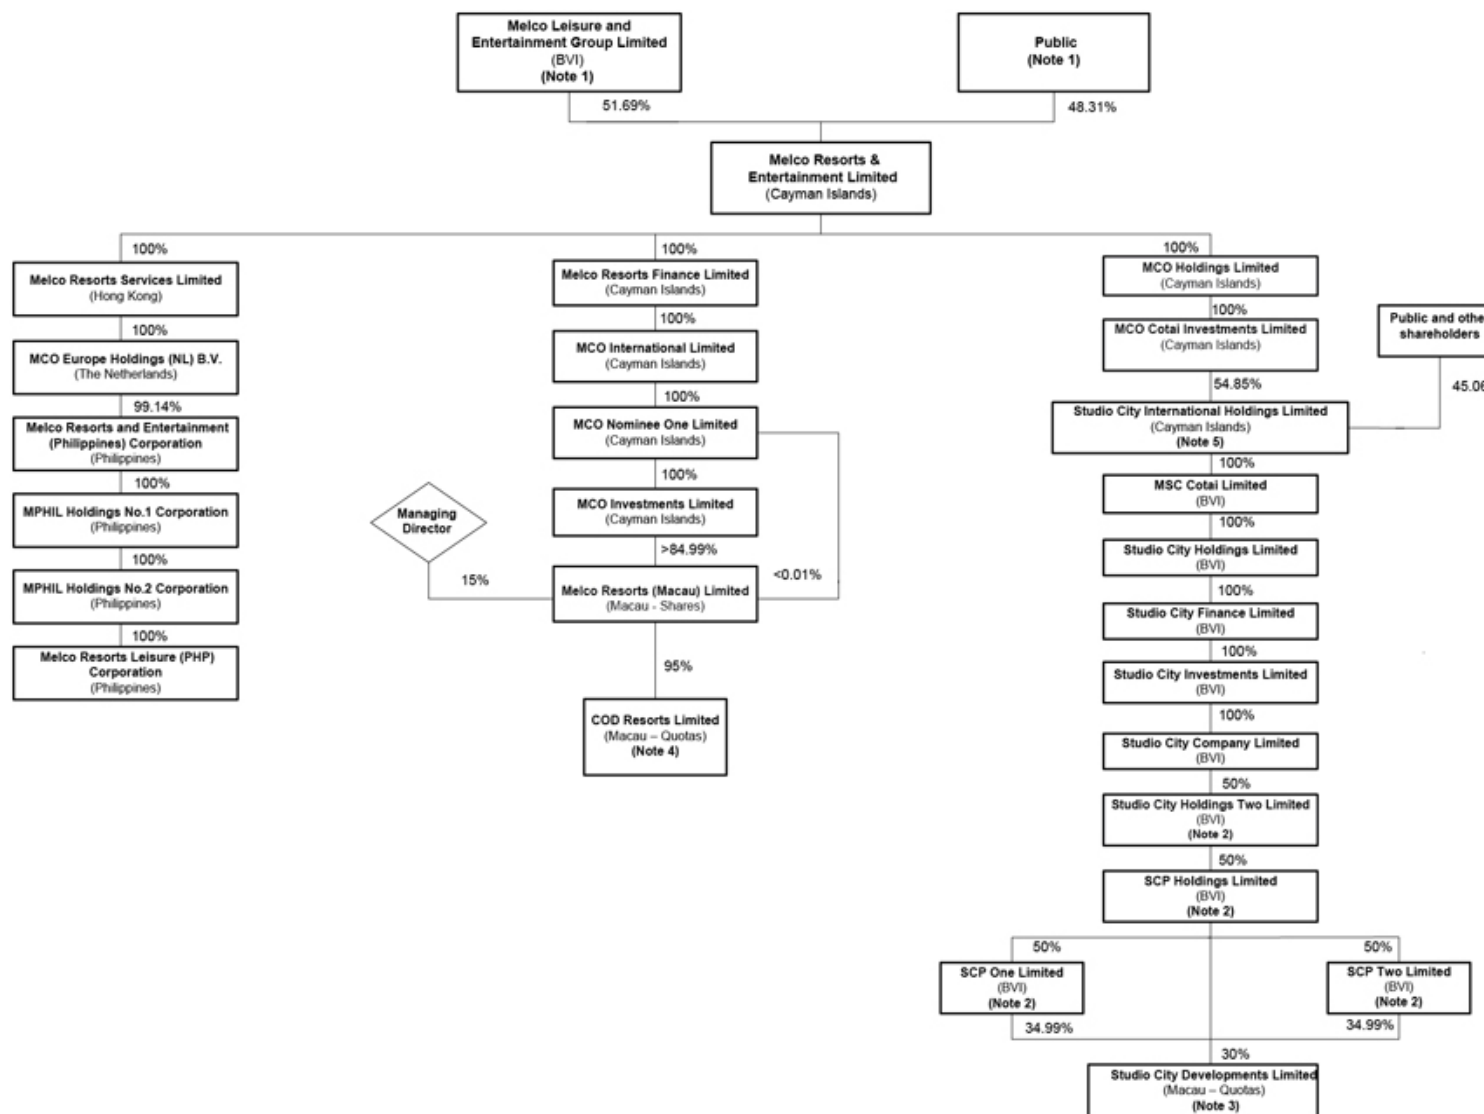 Melco Leisure and
Entertainment Group Limited
(BVI)
(Note 1)
Public
(Note 1)
51.69%
48.31%
Melco Resorts &
Entertainment Limited
(Cayman Islands)
100%
100%
100%
Melco Resorts Services Limited
(Hong Kong)
100%
MCO Europe Holdings (NL) B.V.
(The Netherlands)
99.14%
Melco Resorts and Entertainment
(Philippines) Corporation
(Philippines)
100%
MPHIL Holdings No.1 Corporation
(Philippines)
100%
MPHIL Holdings No.2 Corporation
(Philippines)
100%
Melco Resorts Leisure (PHP)
Corporation
(Philippines)
Melco Resorts Finance Limited
(Cayman Islands)
100%
MCO International Limited
(Cayman Islands)
100%
MCO Nominee One Limited
(Cayman Islands)
100%
MCO Investments Limited
(Cayman Islands)
Managing
Director
>84.99%
15%
<0.01%
Melco Resorts (Macau) Limited
(Macau - Shares)
95%
COD Resorts Limited
(Macau – Quotas)
(Note 4)
MCO Holdings Limited
(Cayman Islands)
100%
MCO Cotai Investments Limited
(Cayman Islands)
Public and othe
shareholders
54.85%
45.06
Studio City International Holdings Limited
(Cayman Islands)
(Note 5)
100%
MSC Cotai Limited
(BVI)
100%
Studio City Holdings Limited
(BVI)
100%
Studio City Finance Limited
(BVI)
100%
Studio City Investments Limited
(BVI)
100%
Studio City Company Limited
(BVI)
50%
Studio City Holdings Two Limited
(BVI)
(Note 2)
50%
SCP Holdings Limited
(BVI)
(Note 2)
50%
50%
SCP One Limited
(BVI)
(Note 2)
SCP Two Limited
(BVI)
(Note 2)
34.99%
34.99%
30%
Studio City Developments Limited
(Macau – Quotas)
(Note 3)